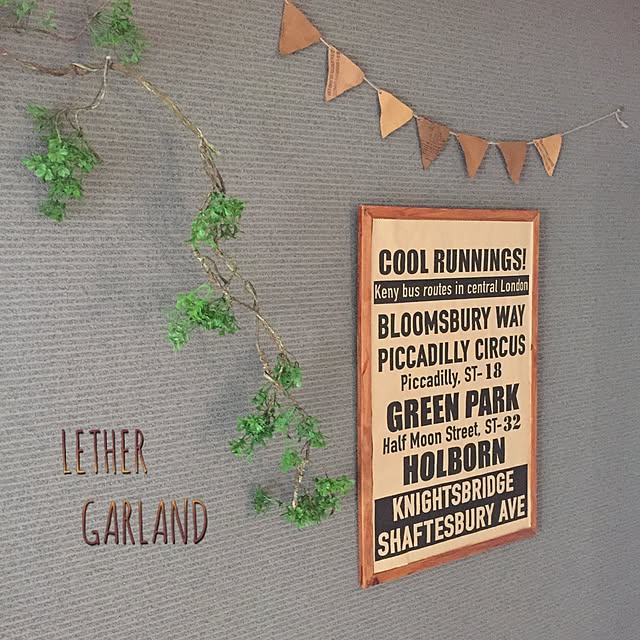 COOL RUNNINGS!
Keny bus routes in central London
BLOOMSBURY WAY
PICCADILLY CIRCUS
Piccadilly, ST-18
GREEN PARK
Half Moon Street, ST-32
HOLBORN
KNIGHTSBRIDGE
SHAFTESBURY AVE
LETHER
GARLAND